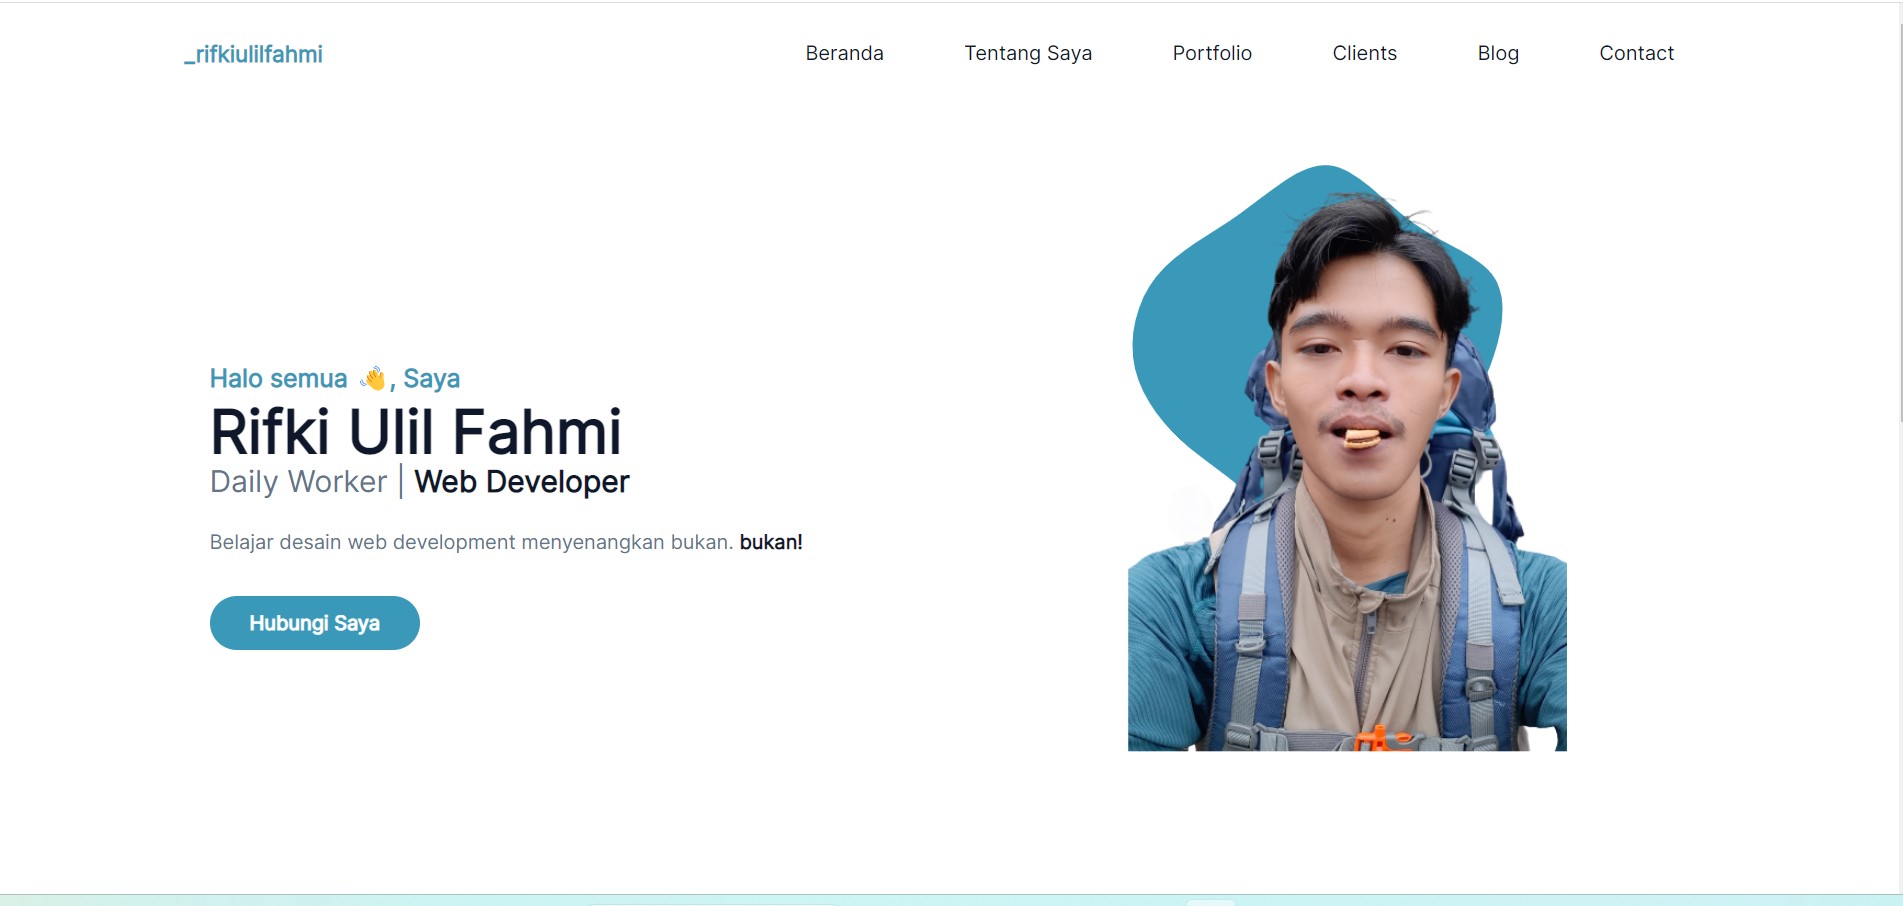 _rifkiulilfahmi
Beranda Tentang Saya Portfolio Clients Blog Contact
Halo semua 👋, Saya
Rifki Ulil Fahmi
Daily Worker | Web Developer
Belajar desain web development menyenangkan bukan. bukan!
Hubungi Saya